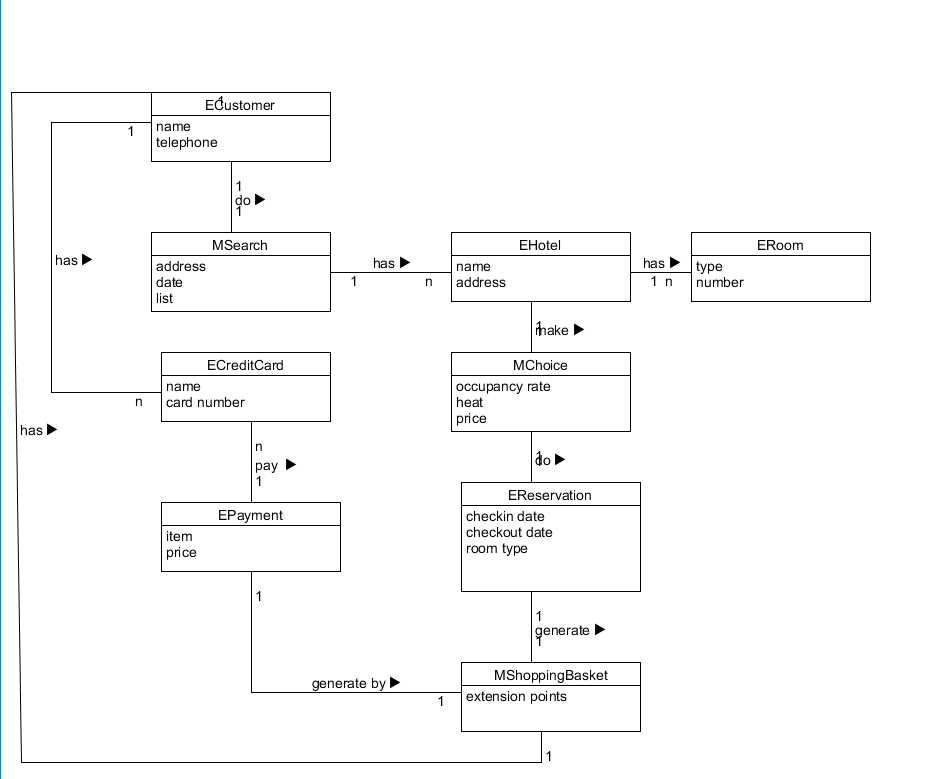 ECustomer
1
name
telephone
1
1
do ▶
1
MSearch
address
date
list
has ▶
1
n
EHotel
name
address
has ▶
1
n
ERoom
type
number
has ▶
1
make ▶
ECreditCard
name
card number
n
MChoice
occupancy rate
heat
price
has ▶
n
pay ▶
1
1
do ▶
EPayment
item
price
EReservation
checkin date
checkout date
room type
1
1
generate ▶
1
generate by ▶
1
MShoppingBasket
extension points
1